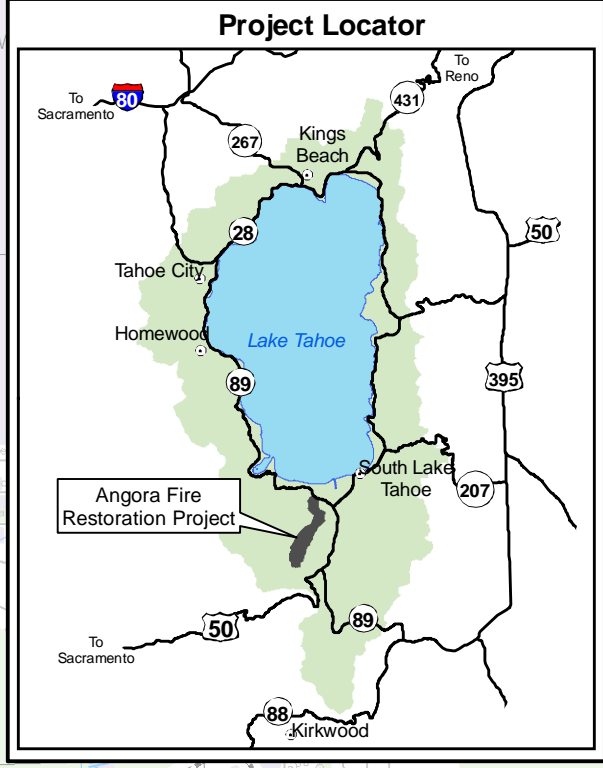 Project Locator
To
Reno
To
Sacramento
80
431
267
Kings
Beach
50
28
Tahoe City
Homewood
Lake Tahoe
395
89
South Lake
Tahoe
207
Angora Fire
Restoration Project
50
89
To
Sacramento
88
Kirkwood